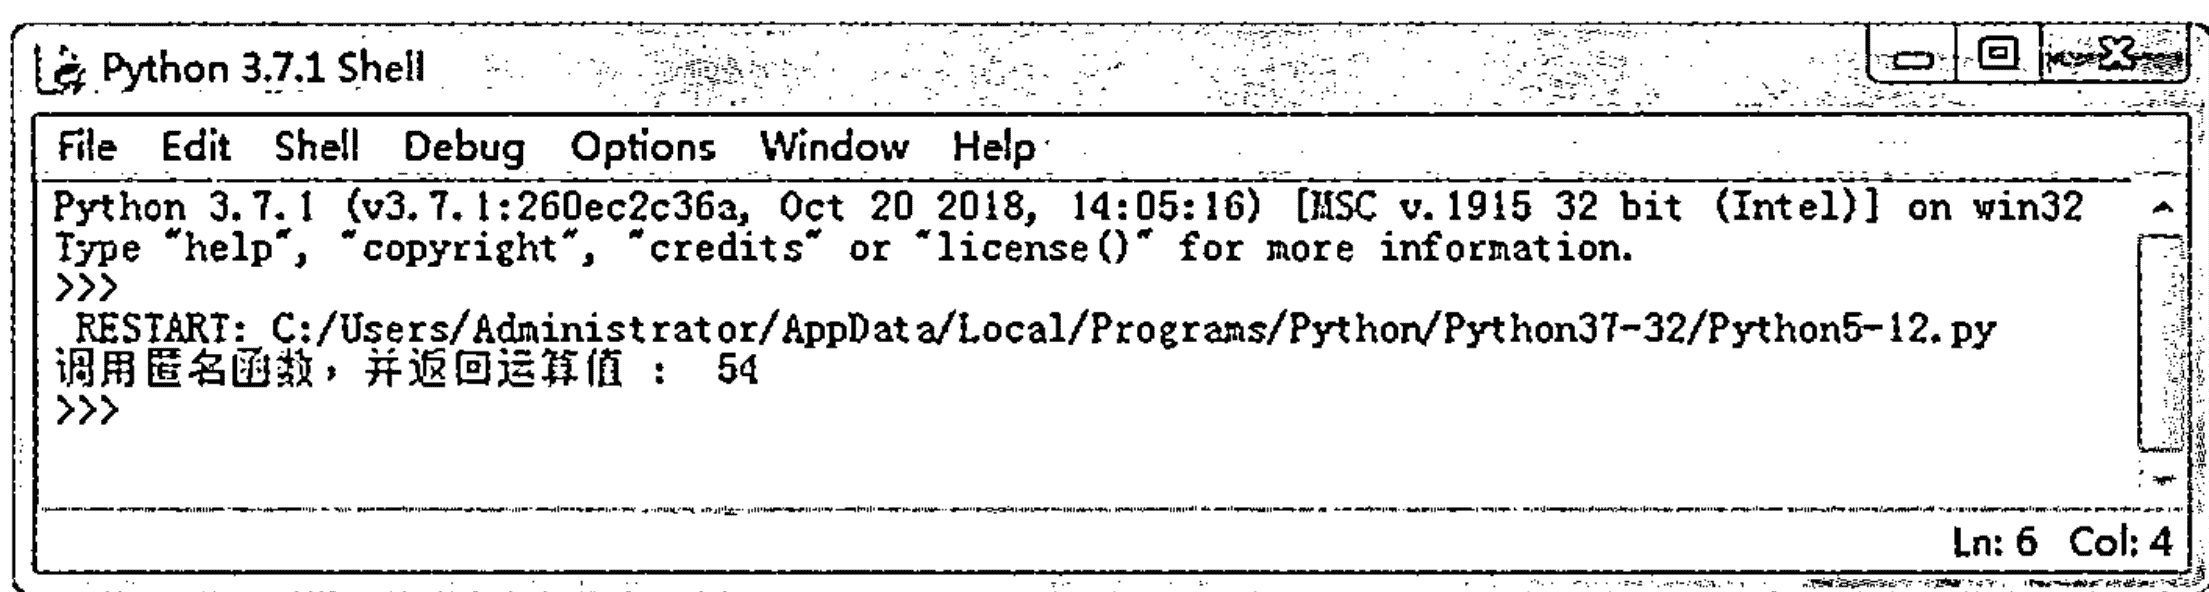 Python 3.7.1 Shell
File Edit Shell Debug Options Window Help
Python 3.7.1 (v3.7.1:260ec2c36a, Oct 20 2018, 14:05:16) [MSC v.1915 32 bit (Intel)] on win32
Type "help", "copyright", "credits" or "license()" for more information.
>>>
RESTART: C:/Users/Administrator/AppData/Local/Programs/Python/Python37-32/Python5-12.py
调用匿名函数，并返回运算值 ： 54
>>>
Ln: 6 Col: 4